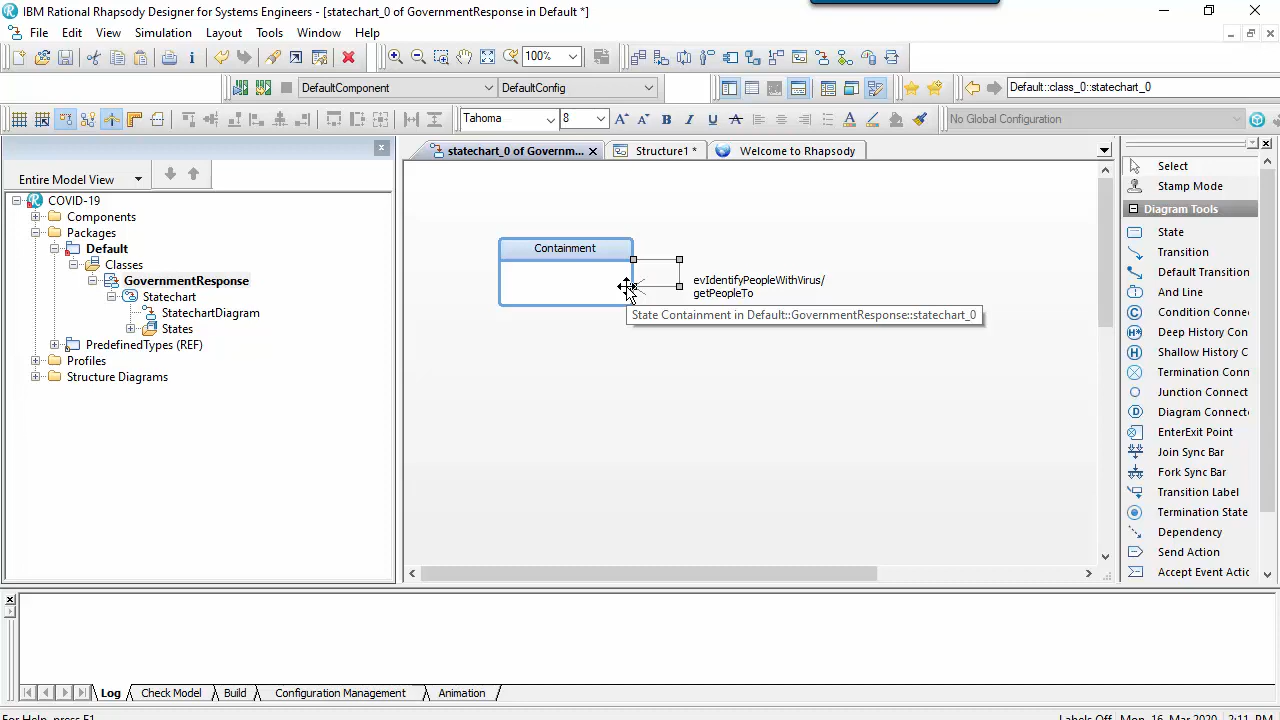 IBM Rational Rhapsody Designer for Systems Engineers - [statechart_0 of GovernmentResponse in Default *]
File Edit View Simulation Layout Tools Window Help
100%
DefaultComponent DefaultConfig Default::class_0::statechart_0
Tahoma 8 A A B I U A A No Global Configuration
statechart_0 of Governm... Structure1 * Welcome to Rhapsody
Entire Model View
COVID-19
Components
Packages
Default
Classes
GovernmentResponse
Statechart
StatechartDiagram
States
PredefinedTypes (REF)
Profiles
Structure Diagrams
Containment
evIdentifyPeopleWithVirus/
getPeopleTo
State Containment in Default::GovernmentResponse::statechart_0
Select
Stamp Mode
Diagram Tools
State
Transition
Default Transition
And Line
Condition Conne
Deep History Con
Shallow History C
Termination Conn
Junction Connect
Diagram Connect
EnterExit Point
Join Sync Bar
Fork Sync Bar
Transition Label
Termination State
Dependency
Send Action
Accept Event Actic
Log Check Model Build Configuration Management Animation
For Help, press F1 Labels Off Mon, 16, Mar 2020 2:11 PM